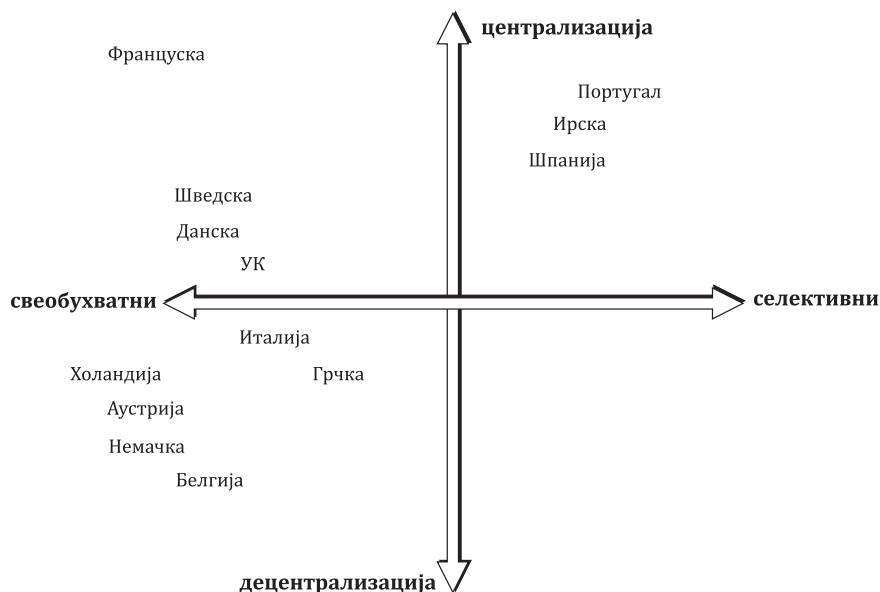 централизација
Француска
Португал
Ирска
Шпанија
Шведска
Данска
УК
свеобухватни
селективни
Италија
Холандија
Грчка
Аустрија
Немачка
Белгија
децентрализација